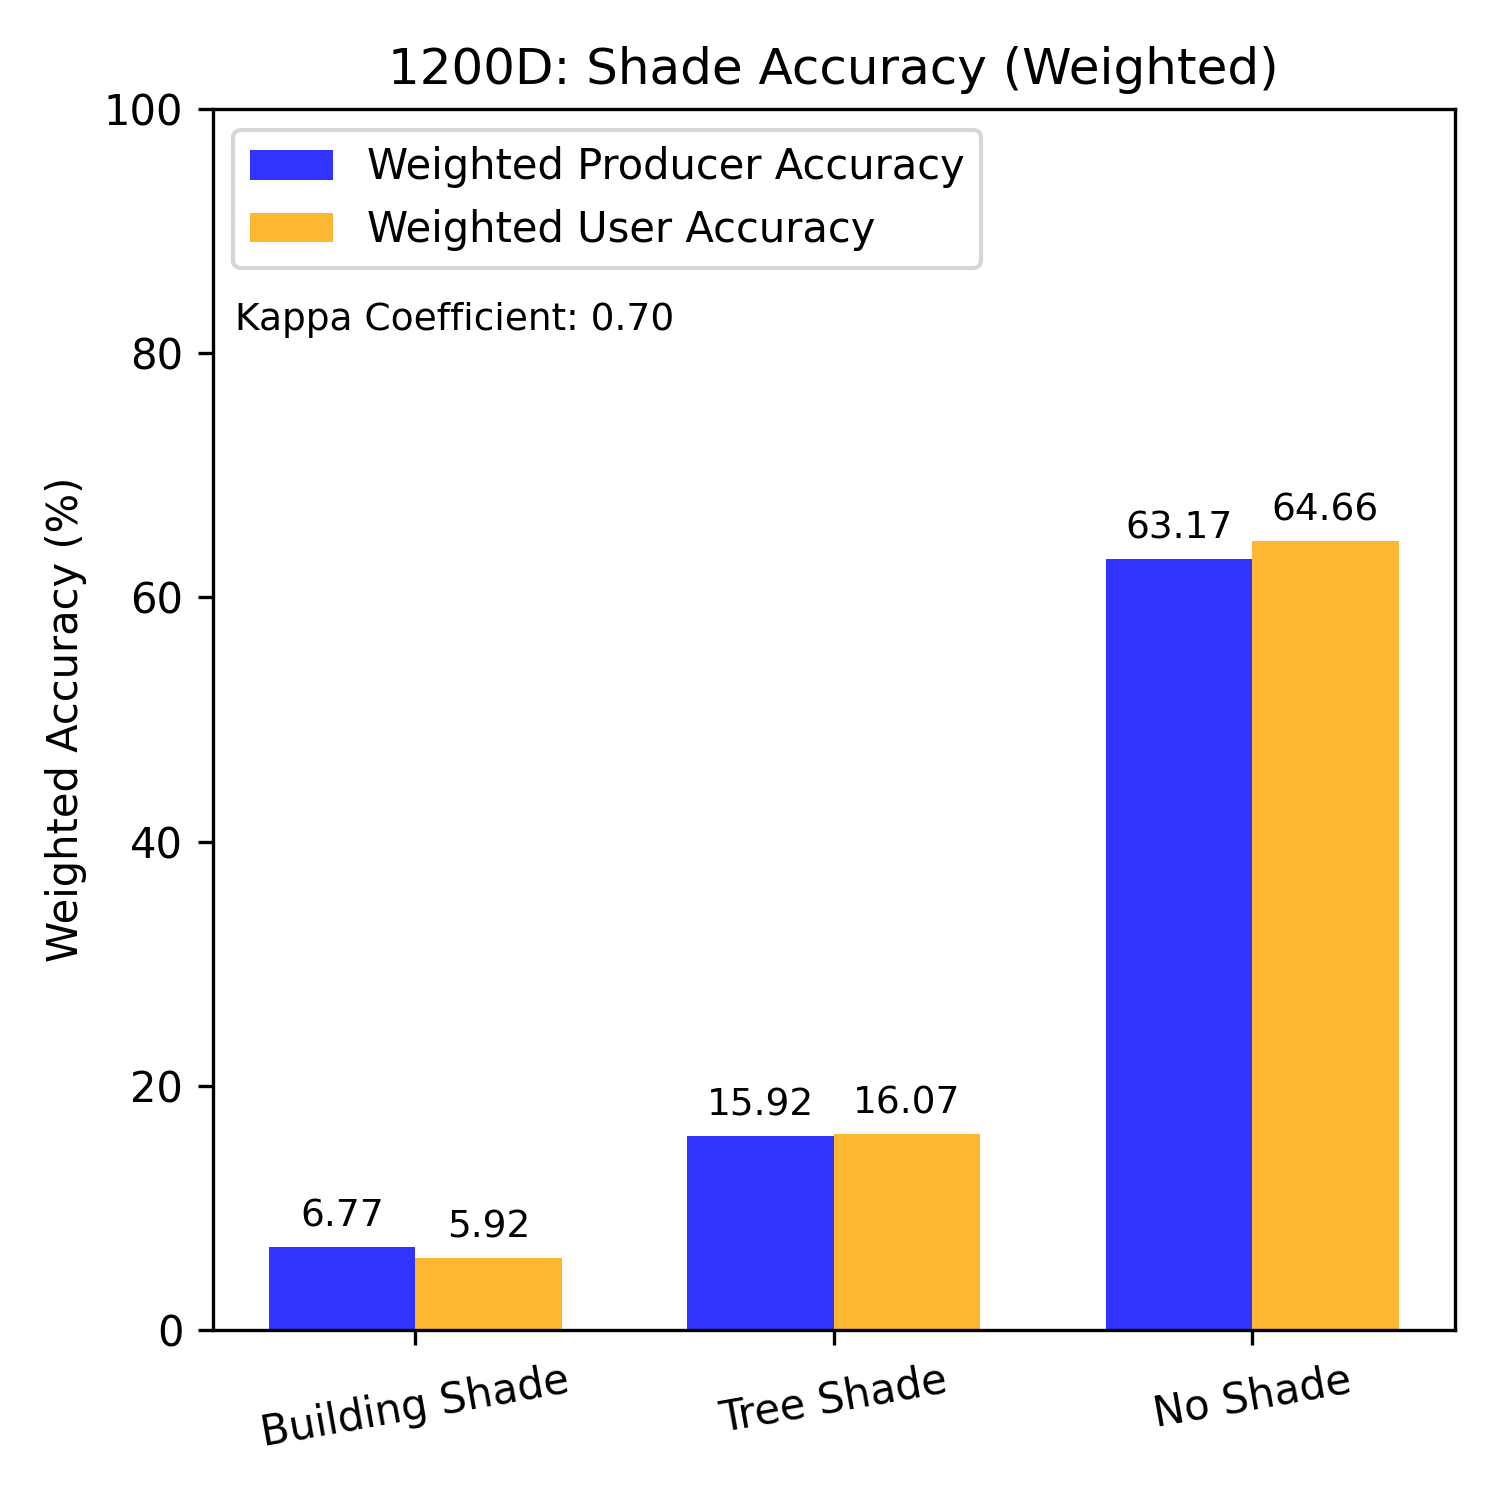 1200D: Shade Accuracy (Weighted)
Weighted Producer Accuracy
Weighted User Accuracy
Kappa Coefficient: 0.70
Weighted Accuracy (%)
100
80
60
40
20
0
6.77
5.92
15.92
16.07
63.17
64.66
Building Shade
Tree Shade
No Shade